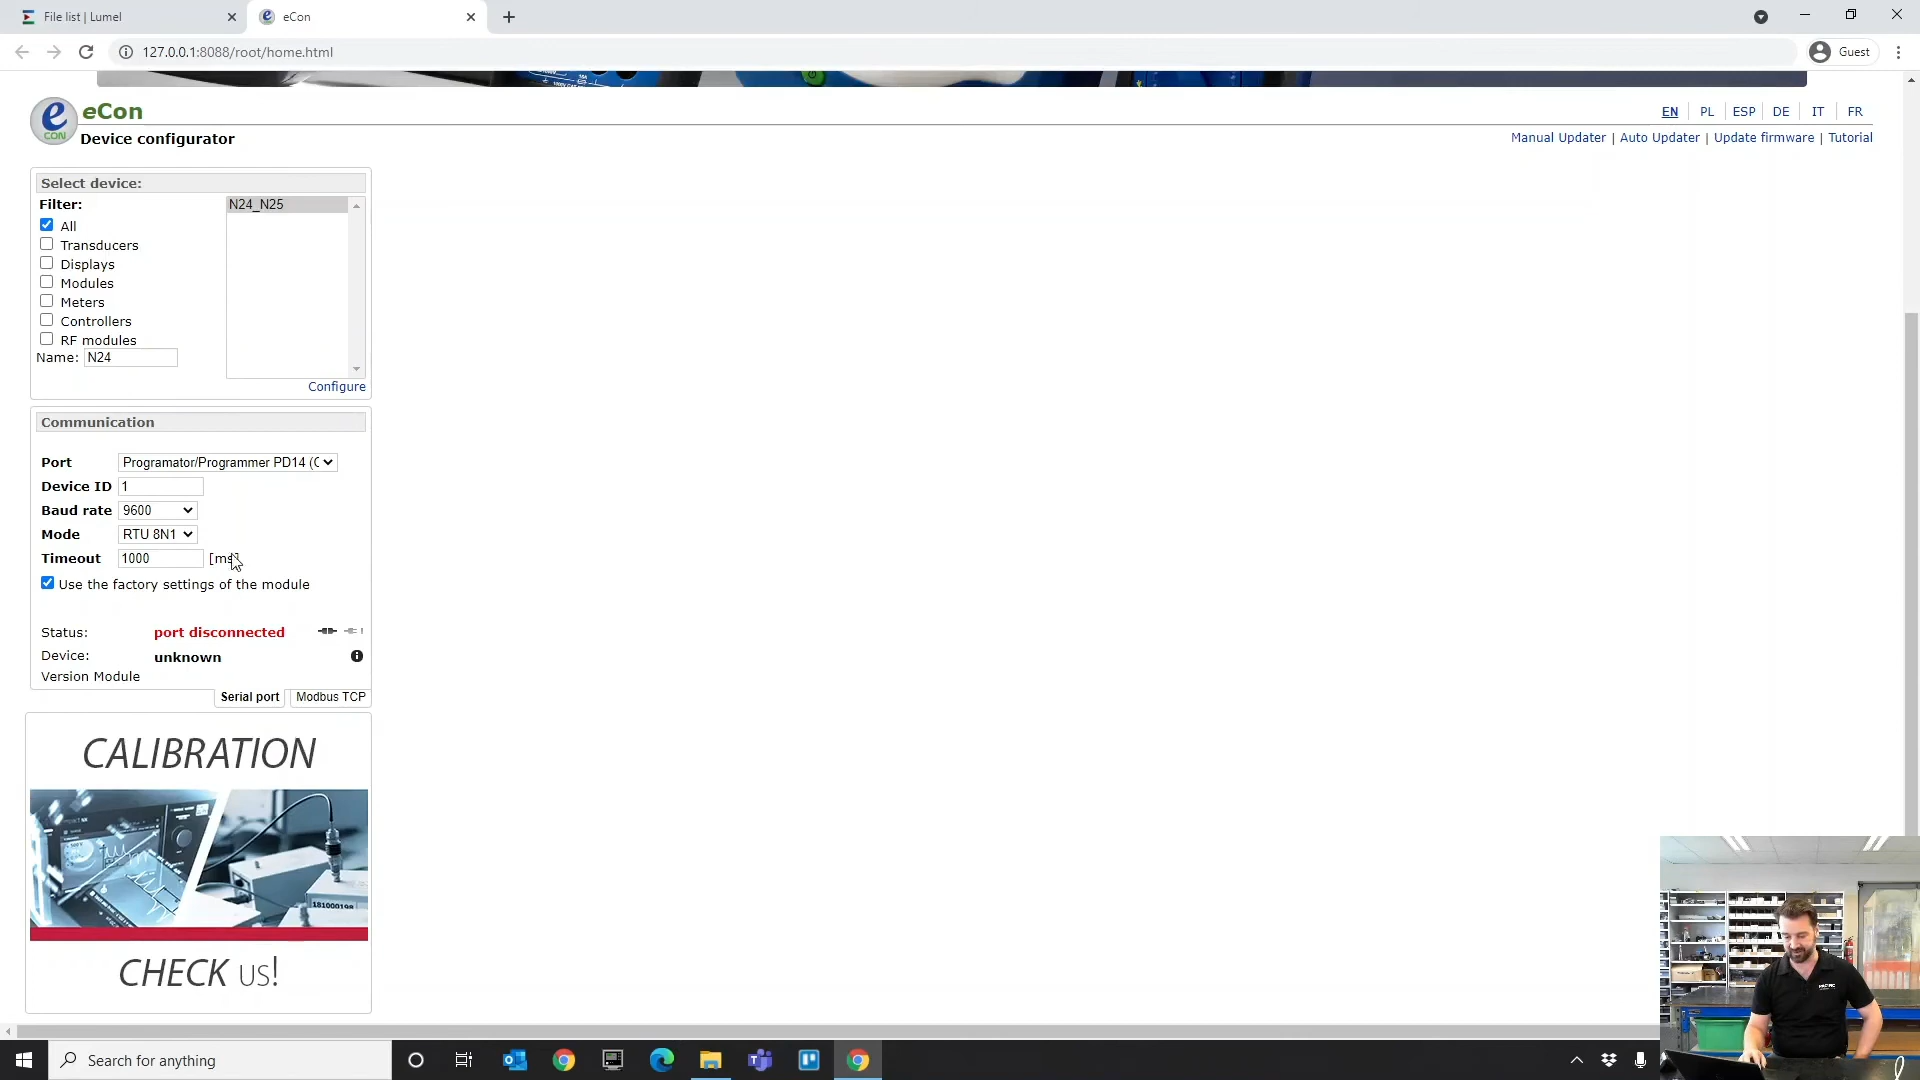 File list | Lumel
eCon
127.0.0.1:8088/root/home.html
Guest
eCon
CON
Device configurator
EN | PL | ESP | DE | IT | FR
Manual Updater | Auto Updater | Update firmware | Tutorial
Select device:
Filter:
N24_N25
All
Transducers
Displays
Modules
Meters
Controllers
RF modules
Name: N24
Configure
Communication
Port Programator/Programmer PD14 (C
Device ID 1
Baud rate 9600
Mode RTU 8N1
Timeout 1000 [ms]
Use the factory settings of the module
Status: port disconnected
Device: unknown
Version Module
Serial port Modbus TCP
CALIBRATION
181000198
CHECK US!
Search for anything